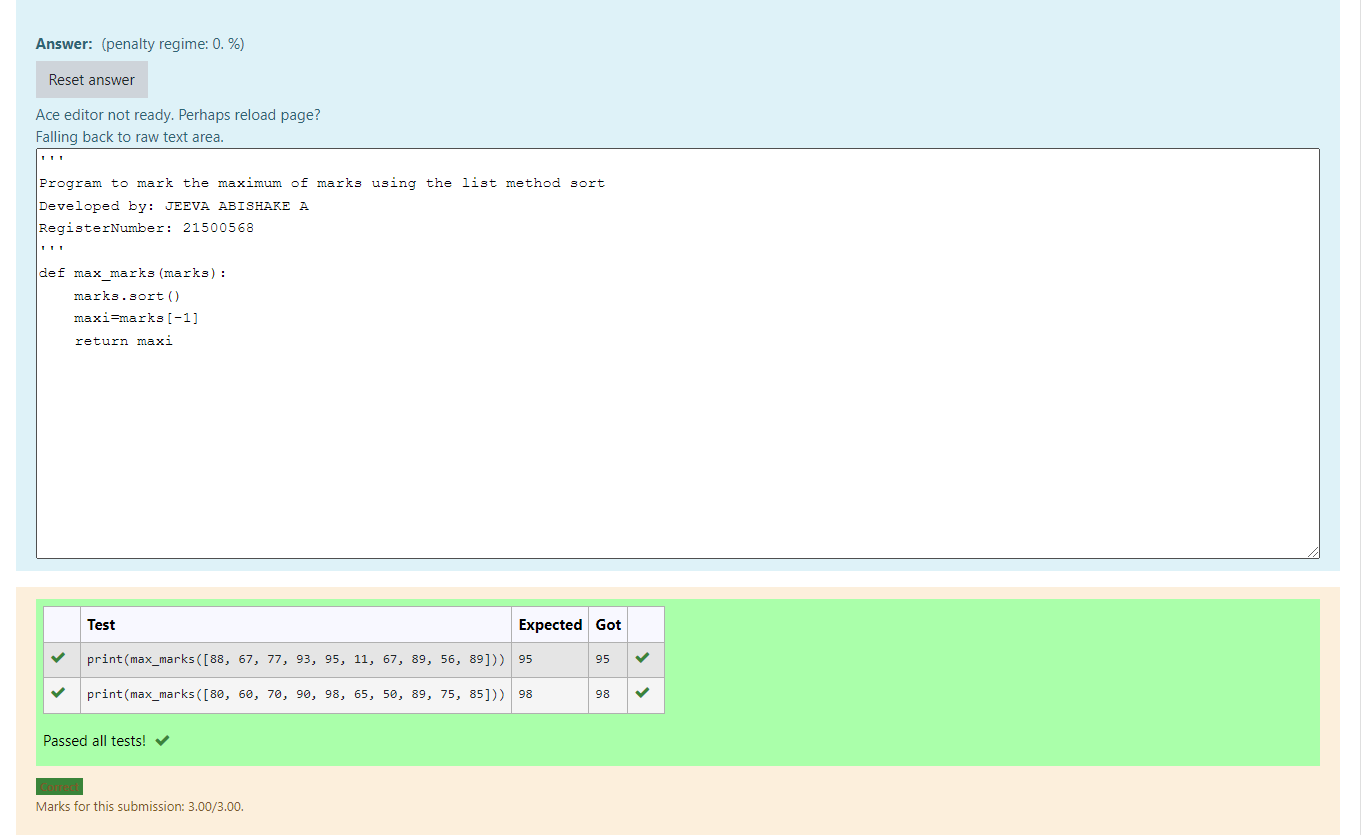 Answer: (penalty regime: 0. %)
Reset answer
Ace editor not ready. Perhaps reload page?
Falling back to raw text area.
'''
Program to mark the maximum of marks using the list method sort
Developed by: JEEVA ABISHAKE A
RegisterNumber: 21500568
'''
def max_marks(marks):
    marks.sort()
    maxi=marks[-1]
    return maxi
Test Expected Got
print(max_marks([88, 67, 77, 93, 95, 11, 67, 89, 56, 89])) 95 95
print(max_marks([80, 60, 70, 90, 98, 65, 50, 89, 75, 85])) 98 98
Passed all tests!
Correct
Marks for this submission: 3.00/3.00.